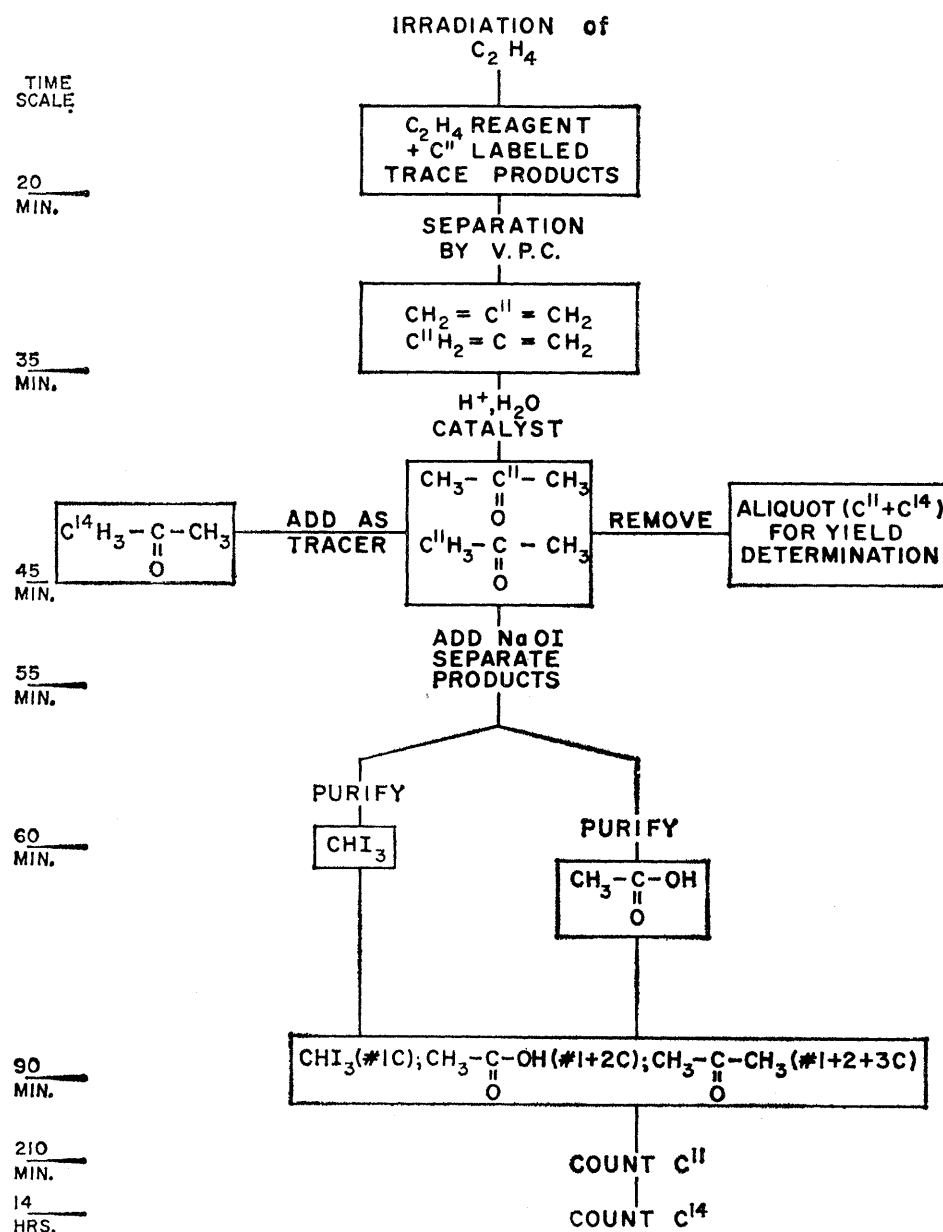 IRRADIATION of
C₂ H₄
TIME
SCALE
C₂ H₄ REAGENT
+ C¹¹ LABELED
TRACE PRODUCTS
20
MIN.
SEPARATION
BY V.P.C.
CH₂ = C¹¹ = CH₂
C¹¹H₂ = C = CH₂
35
MIN.
H⁺, H₂O
CATALYST
CH₃ - C¹¹ - CH₃
O
C¹¹H₃ - C - CH₃
O
C¹⁴H₃ - C - CH₃
O
ADD AS
TRACER
REMOVE
ALIQUOT (C¹¹+C¹⁴)
FOR YIELD
DETERMINATION
45
MIN.
ADD NaOI
SEPARATE
PRODUCTS
55
MIN.
PURIFY
CHI₃
PURIFY
CH₃-C-OH
O
60
MIN.
CHI₃(#1C);CH₃-C-OH(#1+2C);CH₃-C-CH₃(#1+2+3C)
O O
90
MIN.
210
MIN.
COUNT C¹¹
14
HRS.
COUNT C¹⁴